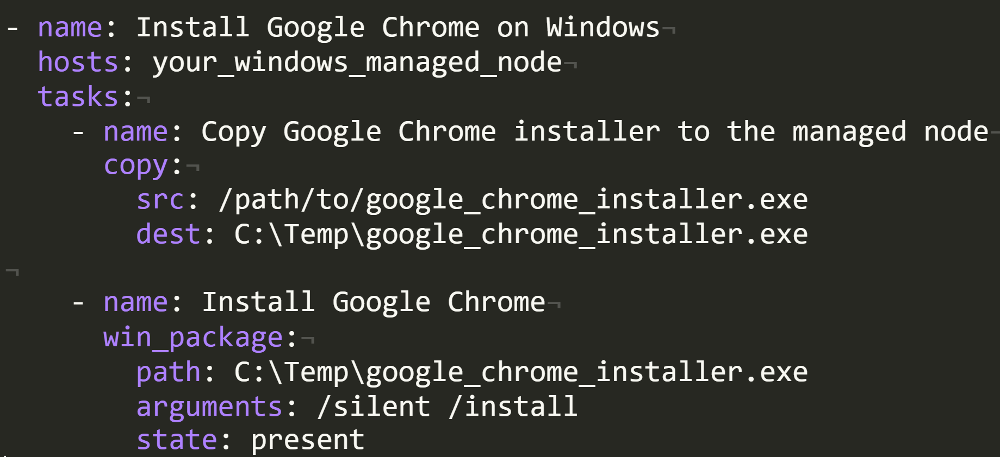 - name: Install Google Chrome on Windows¬
  hosts: your_windows_managed_node¬
  tasks:¬
    - name: Copy Google Chrome installer to the managed node¬
      copy:¬
        src: /path/to/google_chrome_installer.exe
        dest: C:\Temp\google_chrome_installer.exe
¬
    - name: Install Google Chrome¬
      win_package:¬
        path: C:\Temp\google_chrome_installer.exe
        arguments: /silent /install
        state: present